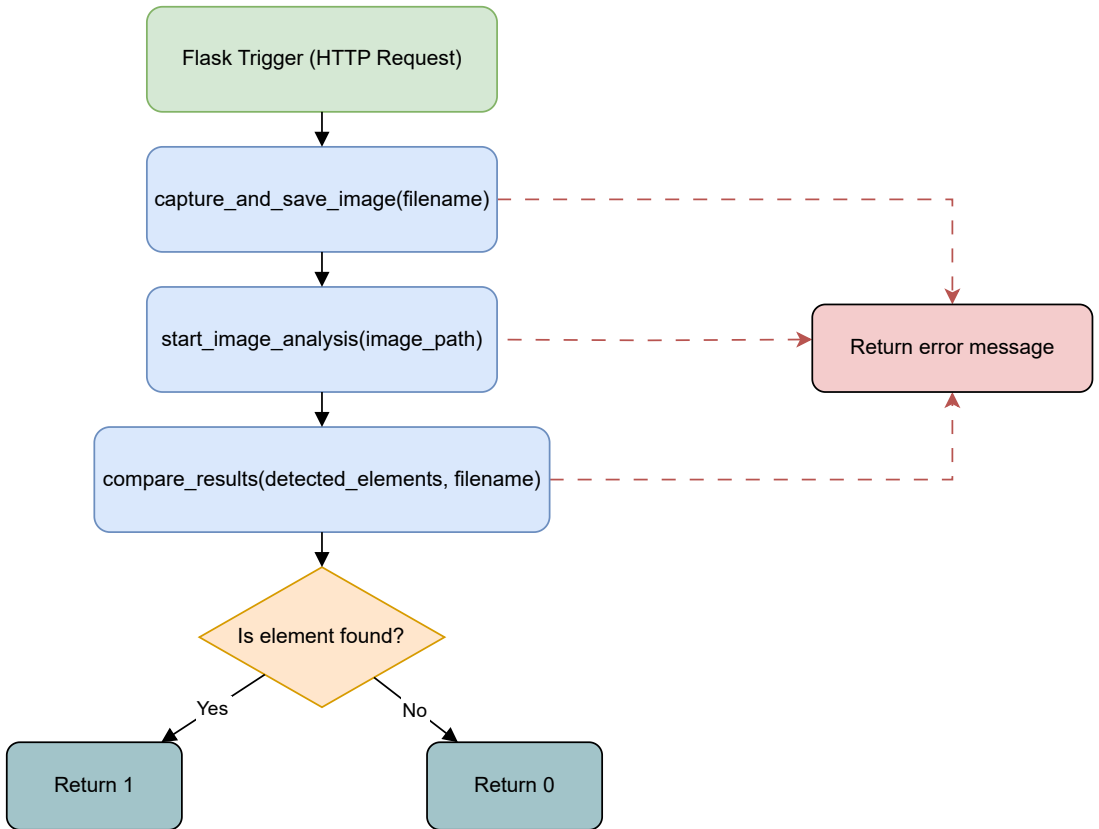 Flask Trigger (HTTP Request)
capture_and_save_image(filename)
start_image_analysis(image_path)
Return error message
compare_results(detected_elements, filename)
Is element found?
Yes
No
Return 1
Return 0